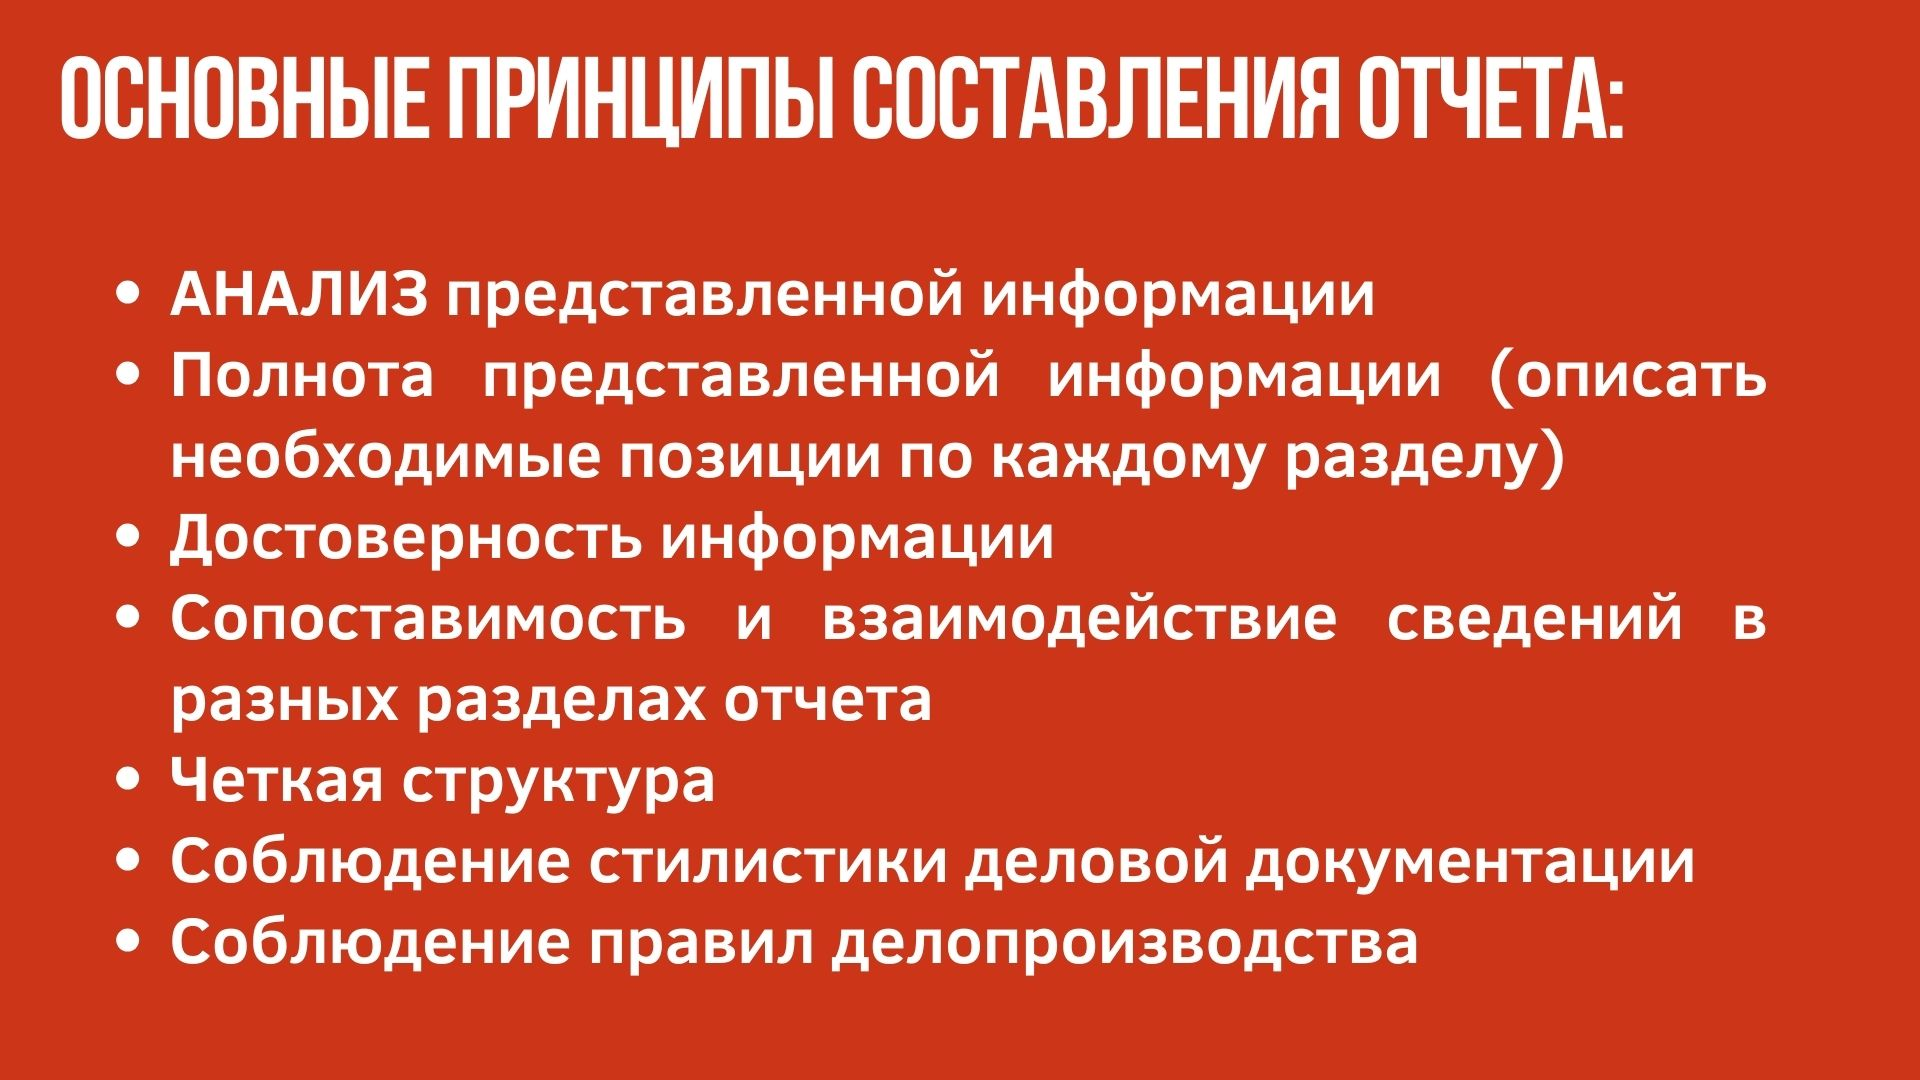 ОСНОВНЫЕ ПРИНЦИПЫ СОСТАВЛЕНИЯ ОТЧЕТА:
• АНАЛИЗ представленной информации
• Полнота представленной информации (описать
необходимые позиции по каждому разделу)
• Достоверность информации
• Сопоставимость и взаимодействие сведений в
разных разделах отчета
• Четкая структура
• Соблюдение стилистики деловой документации
• Соблюдение правил делопроизводства